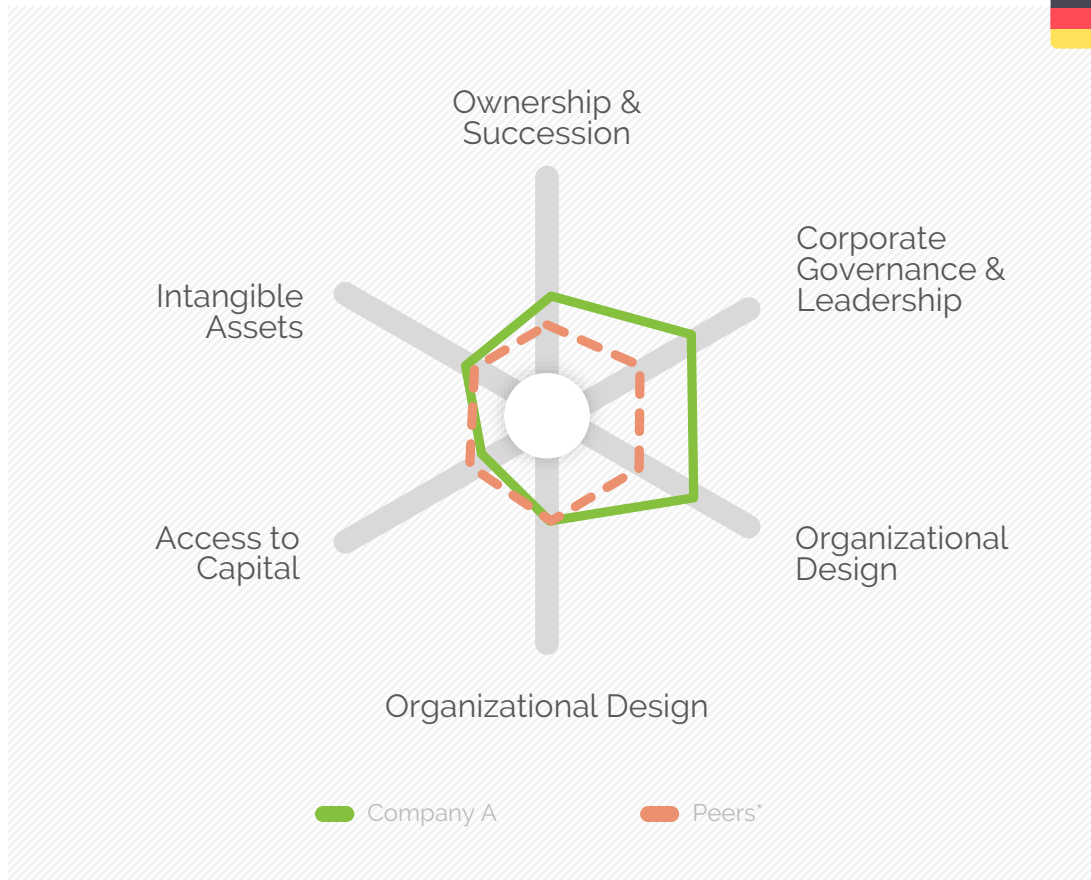 Ownership &
Succession
Corporate
Governance &
Leadership
Intangible
Assets
Access to
Capital
Organizational
Design
Organizational Design
Company A
Peers*